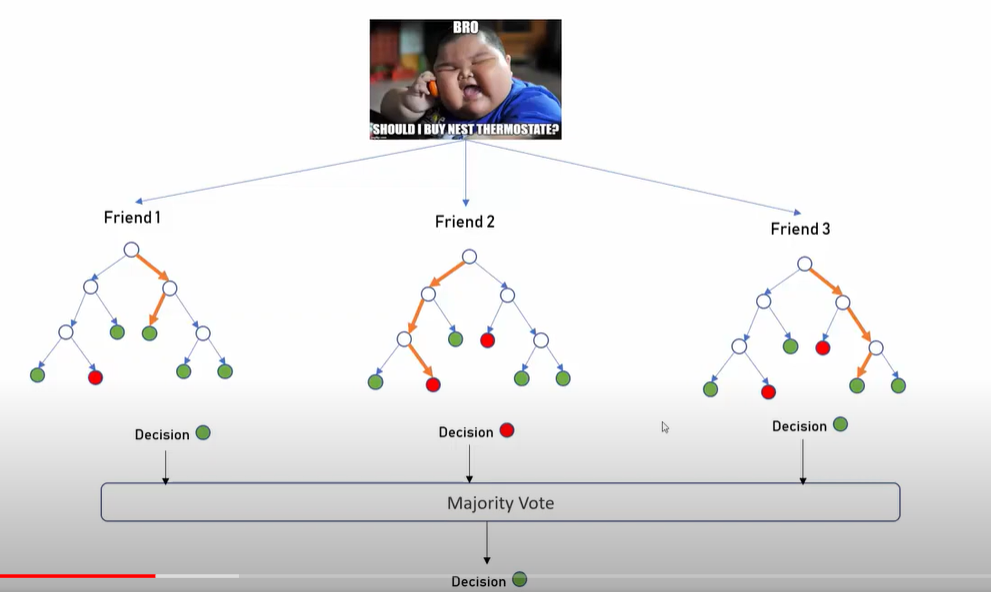 BRO
SHOULD I BUY NEST THERMOSTATE?
Friend 1
Friend 2
Friend 3
Decision
Decision
Decision
Majority Vote
Decision